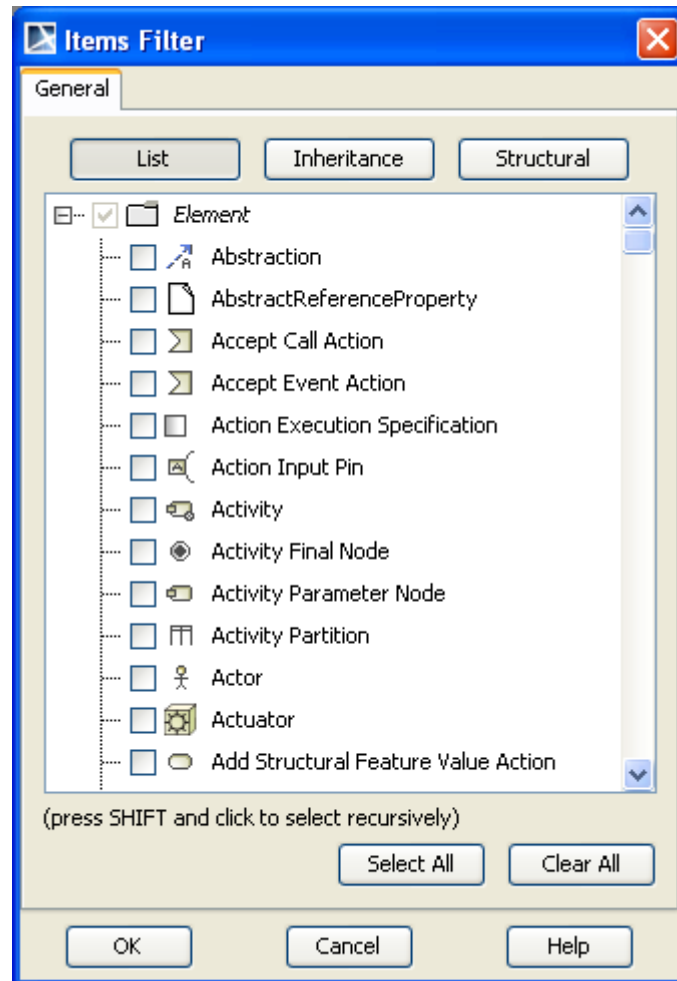 Items Filter
General
List Inheritance Structural
Element
Abstraction
AbstractReferenceProperty
Accept Call Action
Accept Event Action
Action Execution Specification
Action Input Pin
Activity
Activity Final Node
Activity Parameter Node
Activity Partition
Actor
Actuator
Add Structural Feature Value Action
(press SHIFT and click to select recursively)
Select All Clear All
OK Cancel Help